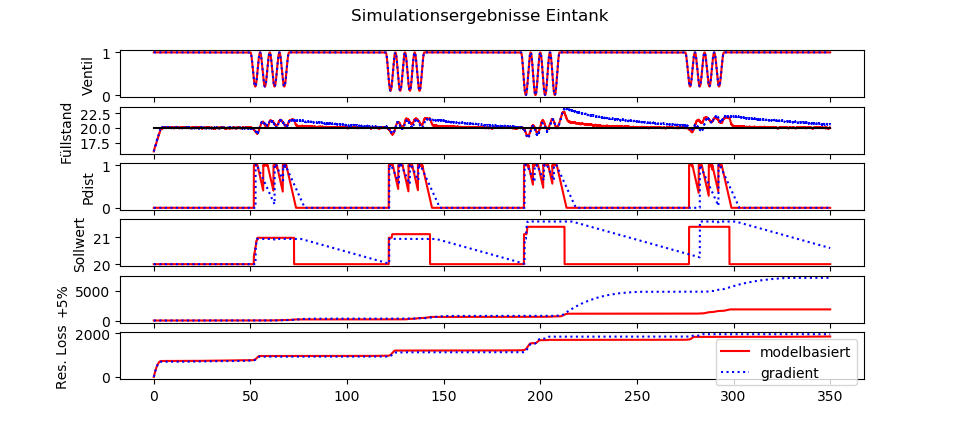 Simulationsergebnisse Eintank
Ventil
1
0
Füllstand
22.5
20.0
17.5
Pdist
1
0
Sollwert
21
20
+5%
5000
0
Res. Loss
2000
0
modelbasiert
gradient
0 50 100 150 200 250 300 350